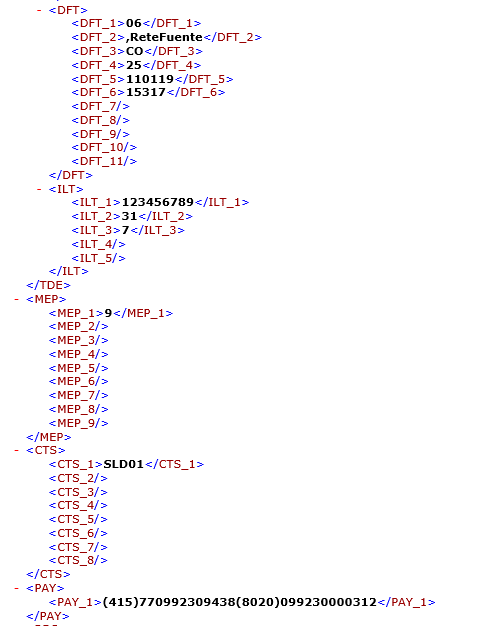 - <DFT>
<DFT_1>06</DFT_1>
<DFT_2>,ReteFuente</DFT_2>
<DFT_3>CO</DFT_3>
<DFT_4>25</DFT_4>
<DFT_5>110119</DFT_5>
<DFT_6>15317</DFT_6>
<DFT_7/>
<DFT_8/>
<DFT_9/>
<DFT_10/>
<DFT_11/>
</DFT>
- <ILT>
<ILT_1>123456789</ILT_1>
<ILT_2>31</ILT_2>
<ILT_3>7</ILT_3>
<ILT_4/>
<ILT_5/>
</ILT>
</TDE>
- <MEP>
<MEP_1>9</MEP_1>
<MEP_2/>
<MEP_3/>
<MEP_4/>
<MEP_5/>
<MEP_6/>
<MEP_7/>
<MEP_8/>
<MEP_9/>
</MEP>
- <CTS>
<CTS_1>SLD01</CTS_1>
<CTS_2/>
<CTS_3/>
<CTS_4/>
<CTS_5/>
<CTS_6/>
<CTS_7/>
<CTS_8/>
</CTS>
- <PAY>
<PAY_1>(415)770992309438(8020)099230000312</PAY_1>
</PAY>